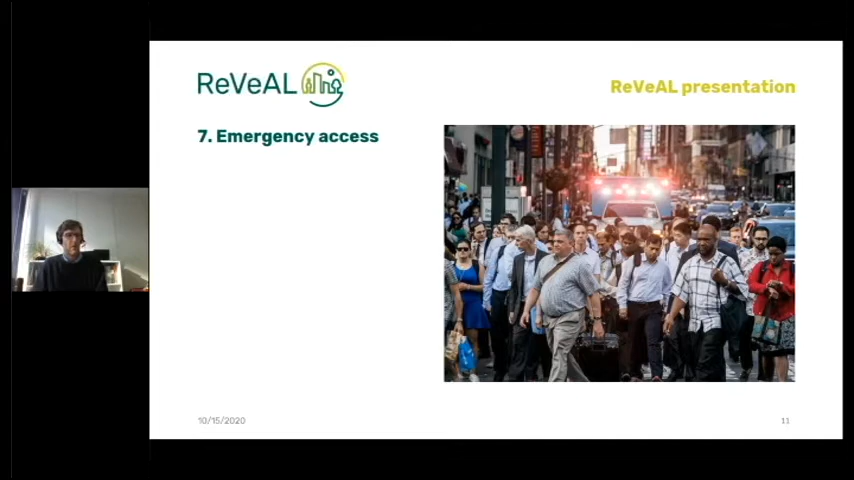 ReVeAL
ReVeAL presentation
7. Emergency access
10/15/2020
11